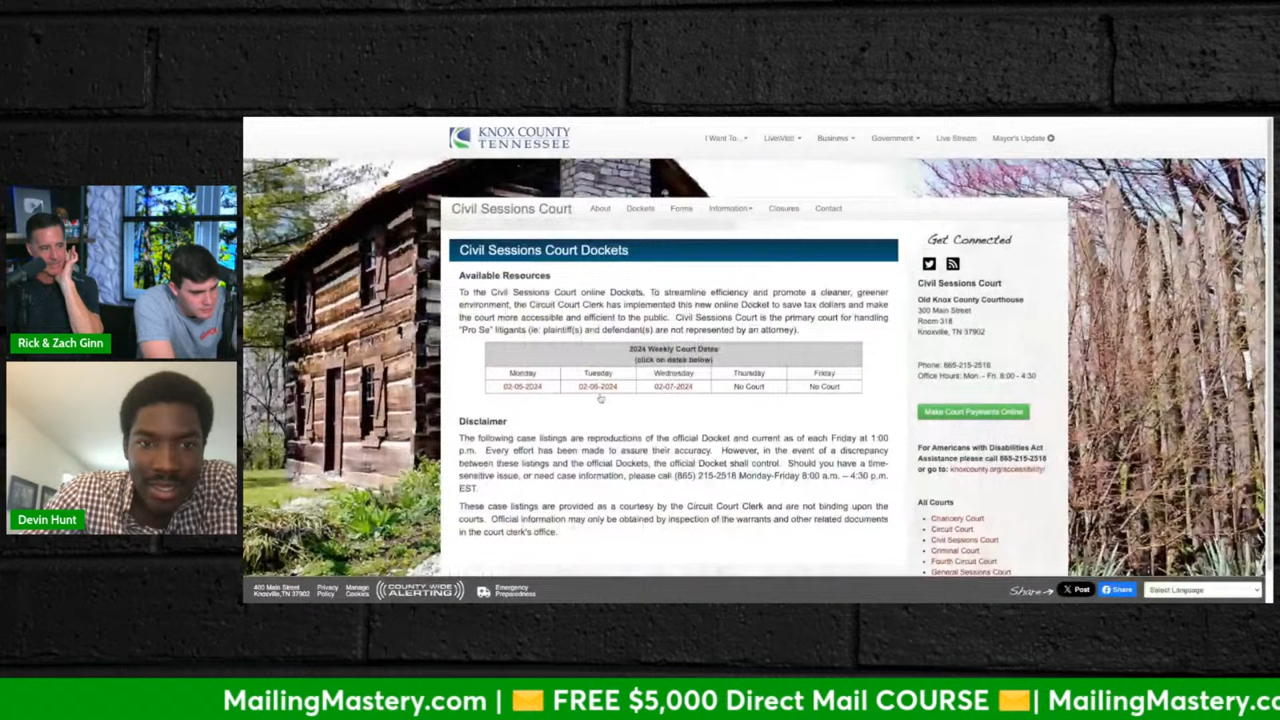 KNOX COUNTY
TENNESSEE
I Want To...
Live/Visit
Business
Government
Live Stream
Mayor's Update
Civil Sessions Court
About
Dockets
Forms
Information
Closures
Contact
Civil Sessions Court Dockets
Available Resources
To the Civil Sessions Court online Dockets. To streamline efficiency and promote a cleaner, greener
environment, the Circuit Court Clerk has implemented this new online Docket to save tax dollars and make
the court more accessible and efficient to the public. Civil Sessions Court is the primary court for handling
"Pro Se" litigants (ie: plaintiff(s) and defendant(s) are not represented by an attorney).
2024 Weekly Court Dates
(click on dates below)
Monday Tuesday Wednesday Thursday Friday
02-05-2024 02-06-2024 02-07-2024 No Court No Court
Disclaimer
The following case listings are reproductions of the official Docket and current as of each Friday at 1:00
p.m. Every effort has been made to assure their accuracy. However, in the event of a discrepancy
between these listings and the official Dockets, the official Docket shall control. Should you have a time-
sensitive issue, or need case information, please call (865) 215-2518 Monday-Friday 8:00 a.m. – 4:30 p.m.
EST.
These case listings are provided as a courtesy by the Circuit Court Clerk and are not binding upon the
courts. Official information may only be obtained by inspection of the warrants and other related documents
in the court clerk's office.
Get Connected
Civil Sessions Court
Old Knox County Courthouse
300 Main Street
Room 318
Knoxville, TN 37902
Phone: 865-215-2518
Office Hours: Mon. - Fri. 8:00 - 4:30
Make Court Payments Online
For Americans with Disabilities Act
Assistance please call 865-215-2518
or go to: knoxcounty.org/accessibility/
All Courts
Chancery Court
Circuit Court
Civil Sessions Court
Criminal Court
Fourth Circuit Court
General Sessions Court
400 Main Street
Knoxville, TN 37902
Privacy
Policy
Manage
Cookies
COUNTY WIDE
ALERTING
Emergency
Preparedness
Share
X Post
Share
Select Language
Rick & Zach Ginn
Devin Hunt
MailingMastery.com | ✉️ FREE $5,000 Direct Mail COURSE ✉️| MailingMastery.co